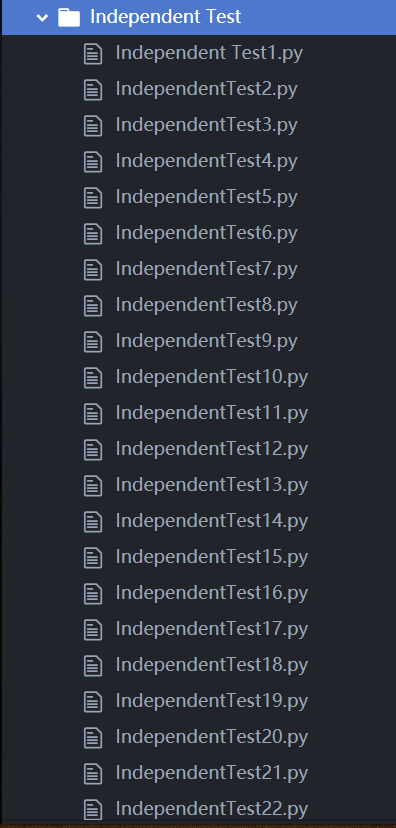 Independent Test
Independent Test1.py
IndependentTest2.py
IndependentTest3.py
IndependentTest4.py
IndependentTest5.py
IndependentTest6.py
IndependentTest7.py
IndependentTest8.py
IndependentTest9.py
IndependentTest10.py
IndependentTest11.py
IndependentTest12.py
IndependentTest13.py
IndependentTest14.py
IndependentTest15.py
IndependentTest16.py
IndependentTest17.py
IndependentTest18.py
IndependentTest19.py
IndependentTest20.py
IndependentTest21.py
IndependentTest22.py